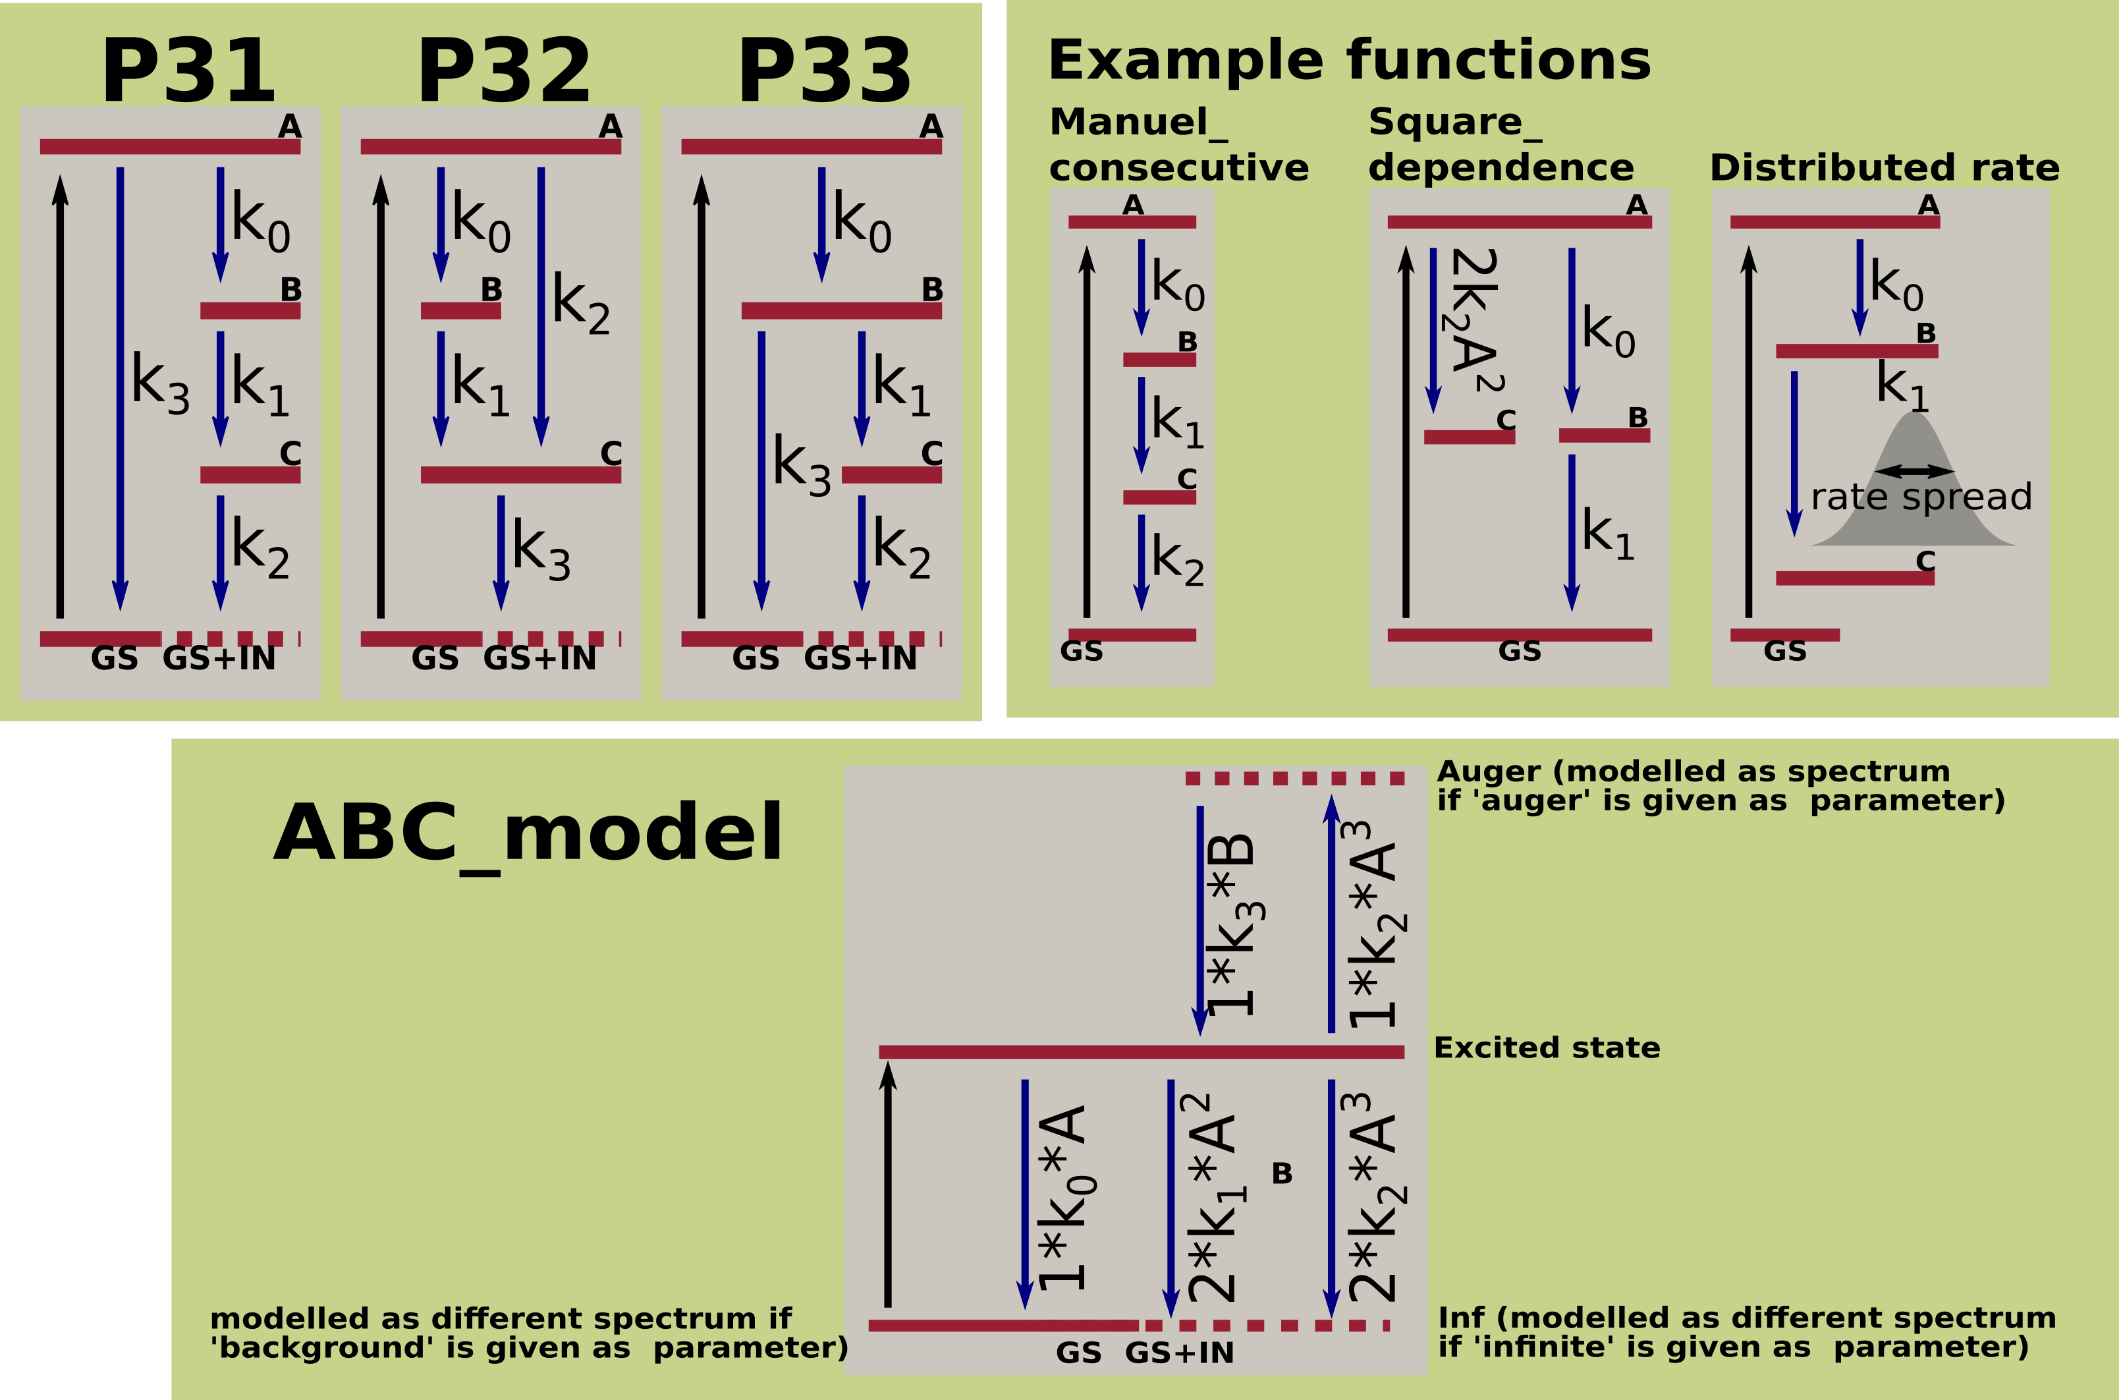 P31
A
k0
k3
B
k1
C
k2
GS GS+IN
P32
A
k0
k2
B
k1
C
k3
GS GS+IN
P33
A
k0
B
k1
k3
C
k2
GS GS+IN
Example functions
Manuel_
consecutive
A
k0
B
k1
C
k2
GS
Square_
dependence
A
2k2A2
k0
C
B
k1
GS
Distributed rate
A
k0
B
k1
rate spread
C
GS
ABC_model
Auger (modelled as spectrum
if 'auger' is given as parameter)
1*k3*B
1*k2*A3
Excited state
1*k0*A
2*k1*A2
B
2*k2*A3
modelled as different spectrum if
'background' is given as parameter)
GS GS+IN
Inf (modelled as different spectrum
if 'infinite' is given as parameter)